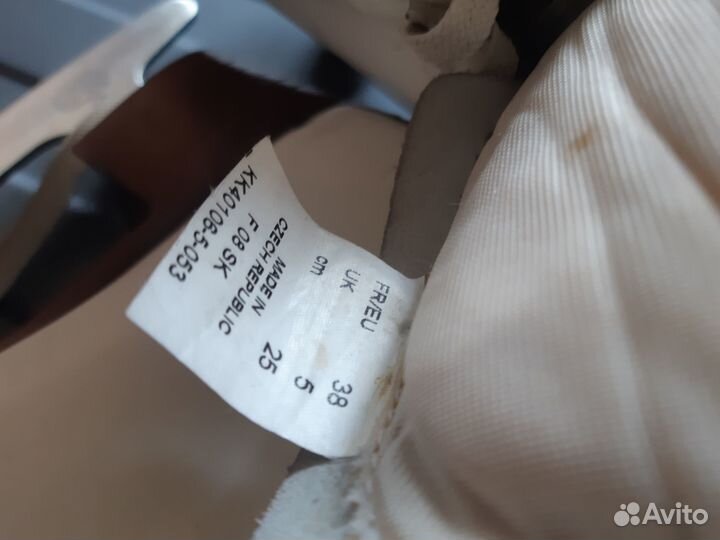 FR/EU 38
UK 5
cm 25
MADE IN
CZECH REPUBLIC
F 08 SK
KK40106-5-053
Avito